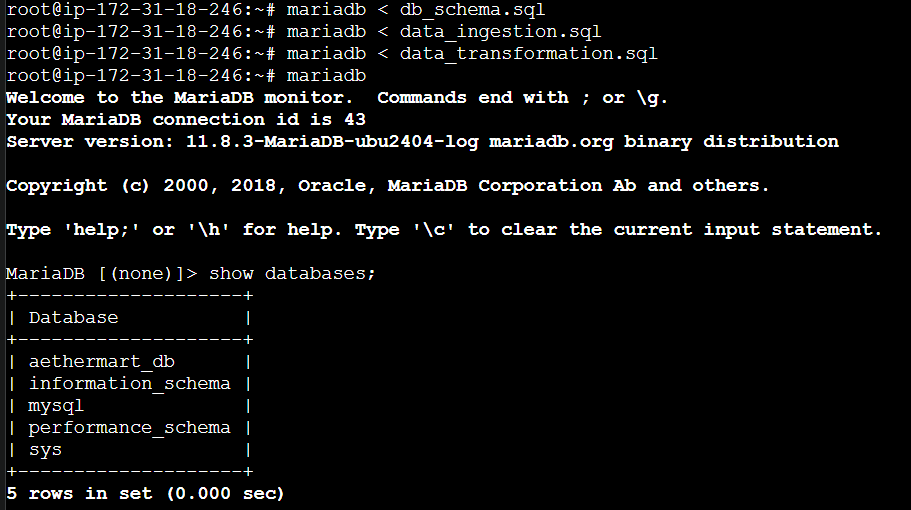 root@ip-172-31-18-246:~# mariadb < db_schema.sql
root@ip-172-31-18-246:~# mariadb < data_ingestion.sql
root@ip-172-31-18-246:~# mariadb < data_transformation.sql
root@ip-172-31-18-246:~# mariadb
Welcome to the MariaDB monitor.  Commands end with ; or \g.
Your MariaDB connection id is 43
Server version: 11.8.3-MariaDB-ubu2404-log mariadb.org binary distribution

Copyright (c) 2000, 2018, Oracle, MariaDB Corporation Ab and others.

Type 'help;' or '\h' for help. Type '\c' to clear the current input statement.

MariaDB [(none)]> show databases;
+--------------------+
| Database           |
+--------------------+
| aethermart_db      |
| information_schema |
| mysql              |
| performance_schema |
| sys                |
+--------------------+
5 rows in set (0.000 sec)